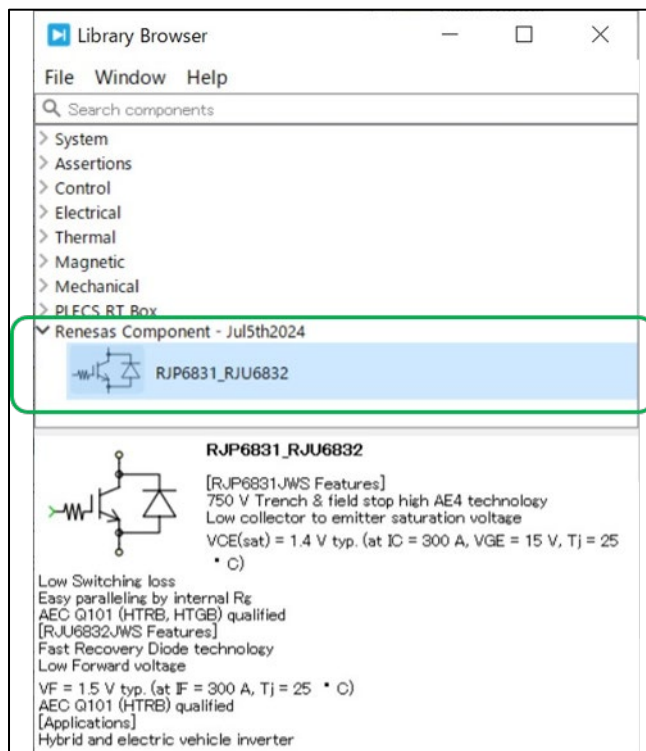 Library Browser
File Window Help
Search components
System
Assertions
Control
Electrical
Thermal
Magnetic
Mechanical
PLECS RT Box
Renesas Component - Jul5th2024
RJP6831_RJU6832
RJP6831_RJU6832
[RJP6831JWS Features]
750 V Trench & field stop high AE4 technology
Low collector to emitter saturation voltage
VCE(sat) = 1.4 V typ. (at IC = 300 A, VGE = 15 V, Tj = 25
° C)
Low Switching loss
Easy paralleling by internal Rg
AEC Q101 (HTRB, HTGB) qualified
[RJU6832JWS Features]
Fast Recovery Diode technology
Low Forward voltage
VF = 1.5 V typ. (at IF = 300 A, Tj = 25 ° C)
AEC Q101 (HTRB) qualified
[Applications]
Hybrid and electric vehicle inverter